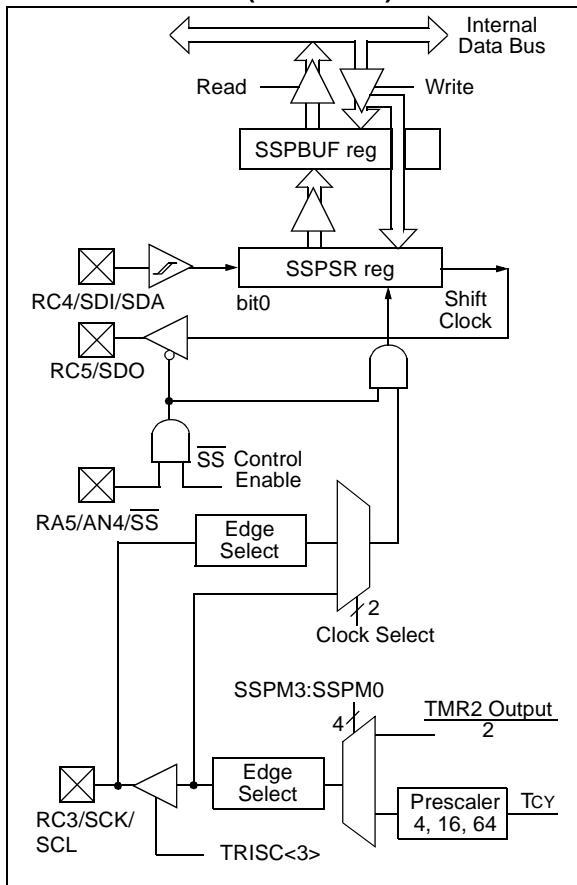 Internal
Data Bus
Read
Write
SSPBUF reg
SSPSR reg
RC4/SDI/SDA
bit0
Shift
Clock
RC5/SDO
SS Control
Enable
RA5/AN4/SS
Edge
Select
2
Clock Select
SSPM3:SSPM0
4
TMR2 Output
2
Edge
Select
Prescaler
4, 16, 64
TCY
RC3/SCK/
SCL
TRISC<3>